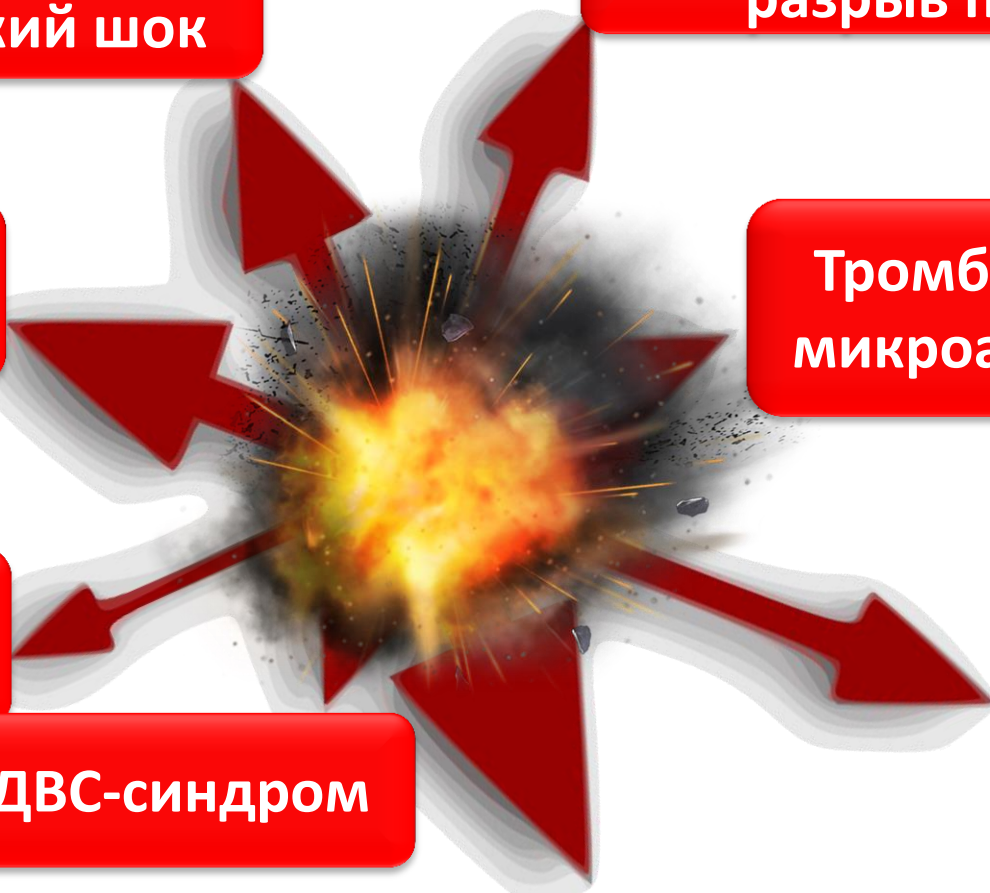 кий шок
разрыв п
Тромб
микроа
ДВС-синдром